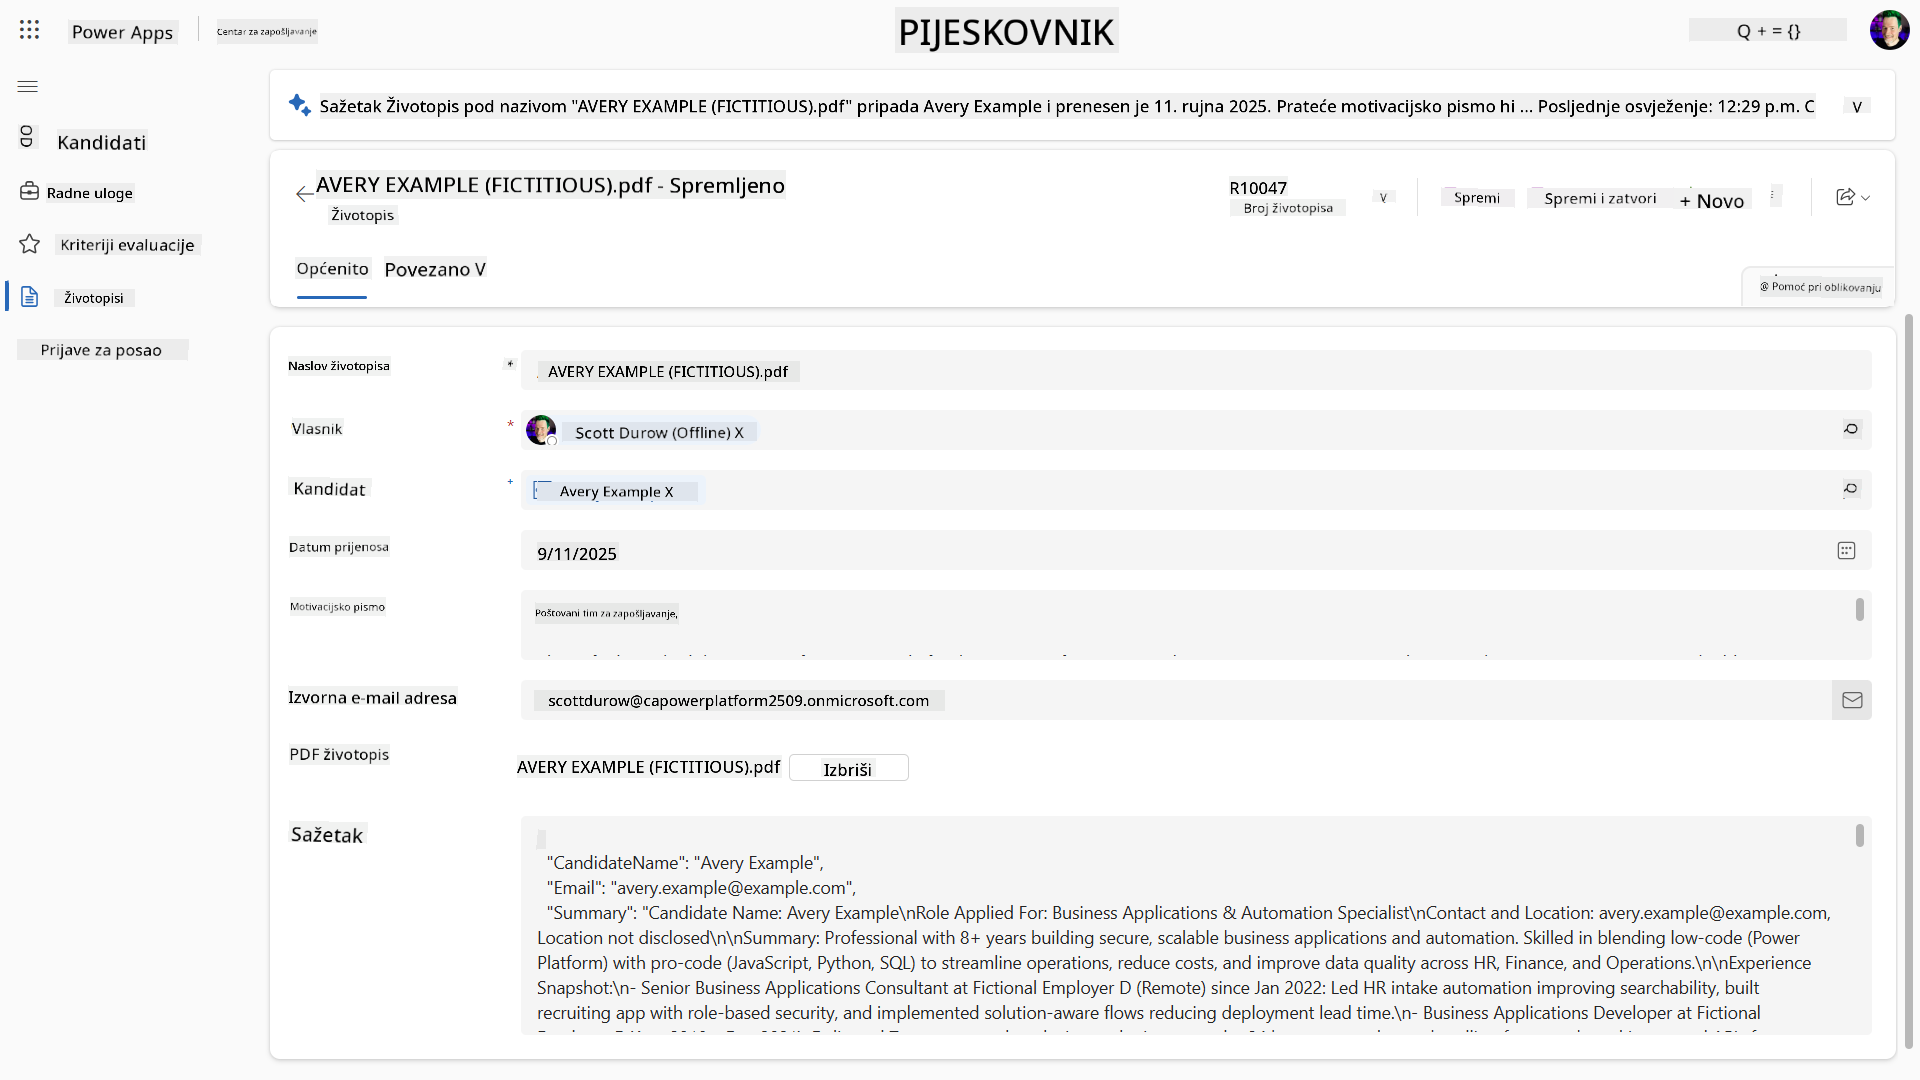 Power Apps
Centar za zapošljavanje
PIJESKOVNIK
Q + = {}
Sažetak Životopis pod nazivom "AVERY EXAMPLE (FICTITIOUS).pdf" pripada Avery Example i prenesen je 11. rujna 2025. Prateće motivacijsko pismo hi ... Posljednje osvježenje: 12:29 p.m. C
V
Kandidati
Radne uloge
Kriteriji evaluacije
Životopisi
Prijave za posao
AVERY EXAMPLE (FICTITIOUS).pdf - Spremljeno
Životopis
R10047
Broj životopisa
V
Spremi
Spremi i zatvori
+ Novo
Općenito
Povezano V
@ Pomoć pri oblikovanju
Naslov životopisa
*
AVERY EXAMPLE (FICTITIOUS).pdf
Vlasnik
*
Scott Durow (Offline) X
Kandidat
+
Avery Example X
Datum prijenosa
9/11/2025
Motivacijsko pismo
Poštovani tim za zapošljavanje,
Izvorna e-mail adresa
scottdurow@capowerplatform2509.onmicrosoft.com
PDF životopis
AVERY EXAMPLE (FICTITIOUS).pdf
Izbriši
Sažetak
"CandidateName": "Avery Example",
"Email": "avery.example@example.com",
"Summary": "Candidate Name: Avery Example\nRole Applied For: Business Applications & Automation Specialist\nContact and Location: avery.example@example.com,
Location not disclosed\n\nSummary: Professional with 8+ years building secure, scalable business applications and automation. Skilled in blending low-code (Power
Platform) with pro-code (JavaScript, Python, SQL) to streamline operations, reduce costs, and improve data quality across HR, Finance, and Operations.\n\nExperience
Snapshot:\n- Senior Business Applications Consultant at Fictional Employer D (Remote) since Jan 2022: Led HR intake automation improving searchability, built
recruiting app with role-based security, and implemented solution-aware flows reducing deployment lead time.\n- Business Applications Developer at Fictional